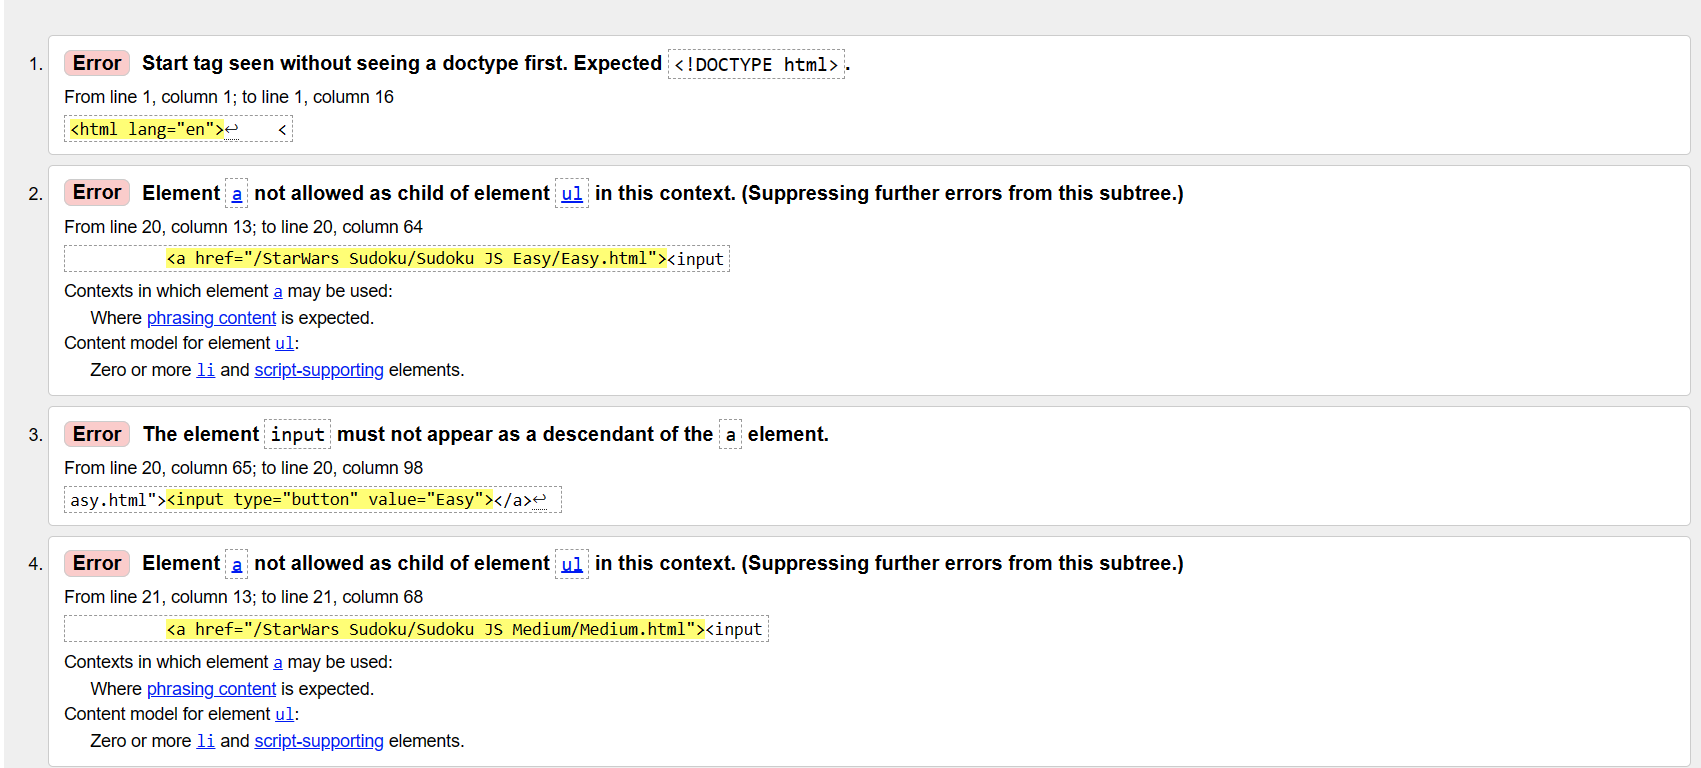 1. Error Start tag seen without seeing a doctype first. Expected <!DOCTYPE html>.
From line 1, column 1; to line 1, column 16
<html lang="en">↩    <
2. Error Element a not allowed as child of element ul in this context. (Suppressing further errors from this subtree.)
From line 20, column 13; to line 20, column 64
<a href="/StarWars Sudoku/Sudoku JS Easy/Easy.html"><input
Contexts in which element a may be used:
Where phrasing content is expected.
Content model for element ul:
Zero or more li and script-supporting elements.
3. Error The element input must not appear as a descendant of the a element.
From line 20, column 65; to line 20, column 98
asy.html"><input type="button" value="Easy"></a>↩
4. Error Element a not allowed as child of element ul in this context. (Suppressing further errors from this subtree.)
From line 21, column 13; to line 21, column 68
<a href="/StarWars Sudoku/Sudoku JS Medium/Medium.html"><input
Contexts in which element a may be used:
Where phrasing content is expected.
Content model for element ul:
Zero or more li and script-supporting elements.